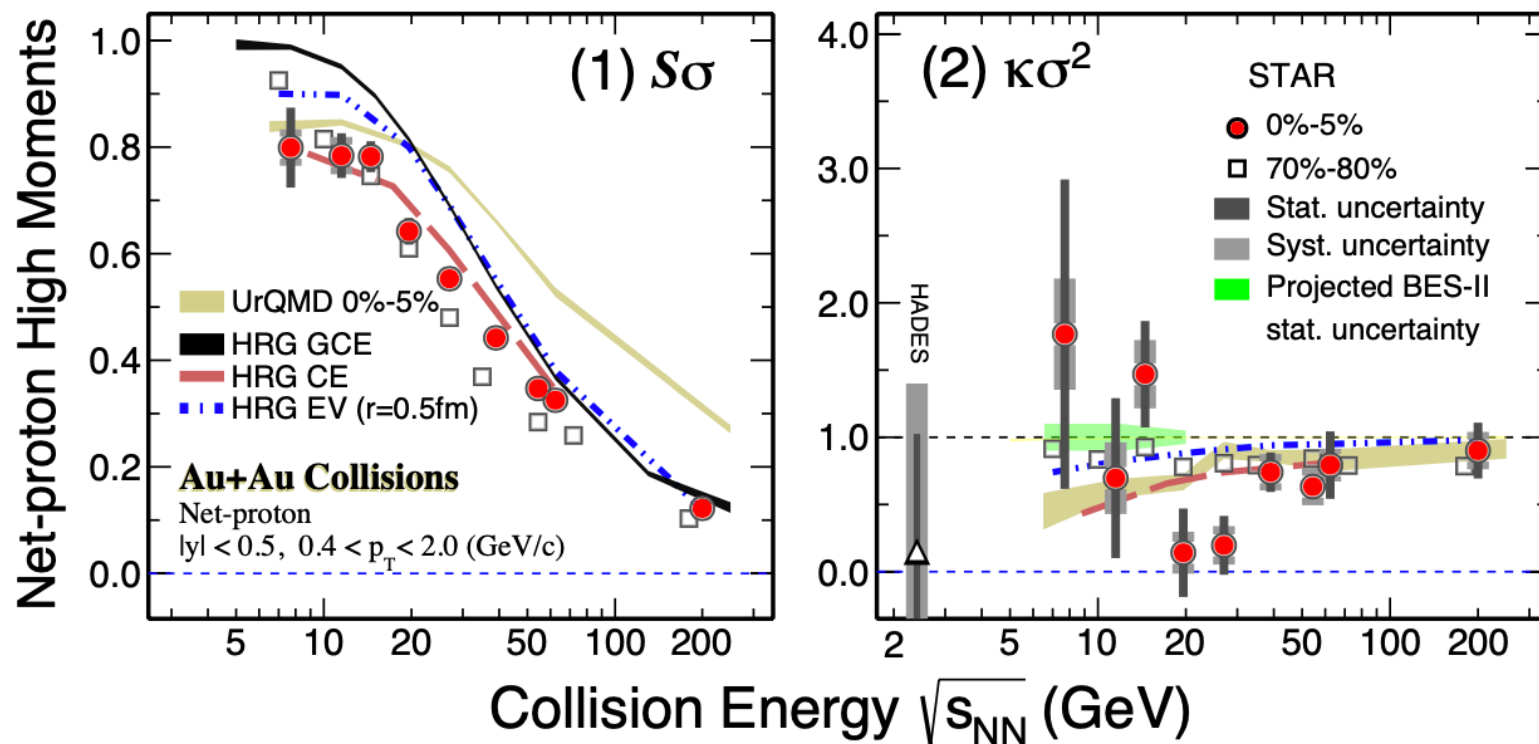 Net-proton High Moments
1.0
0.8
0.6
0.4
0.2
0.0
(1) Sσ
UrQMD 0%-5%
HRG GCE
HRG CE
HRG EV (r=0.5fm)
Au+Au Collisions
Net-proton
|y| < 0.5, 0.4 < p_T < 2.0 (GeV/c)
5 10 20 50 100 200
4.0
3.0
2.0
1.0
0.0
(2) κσ²
STAR
0%-5%
70%-80%
Stat. uncertainty
Syst. uncertainty
Projected BES-II
stat. uncertainty
HADES
2 5 10 20 50 100 200
Collision Energy √s_NN (GeV)